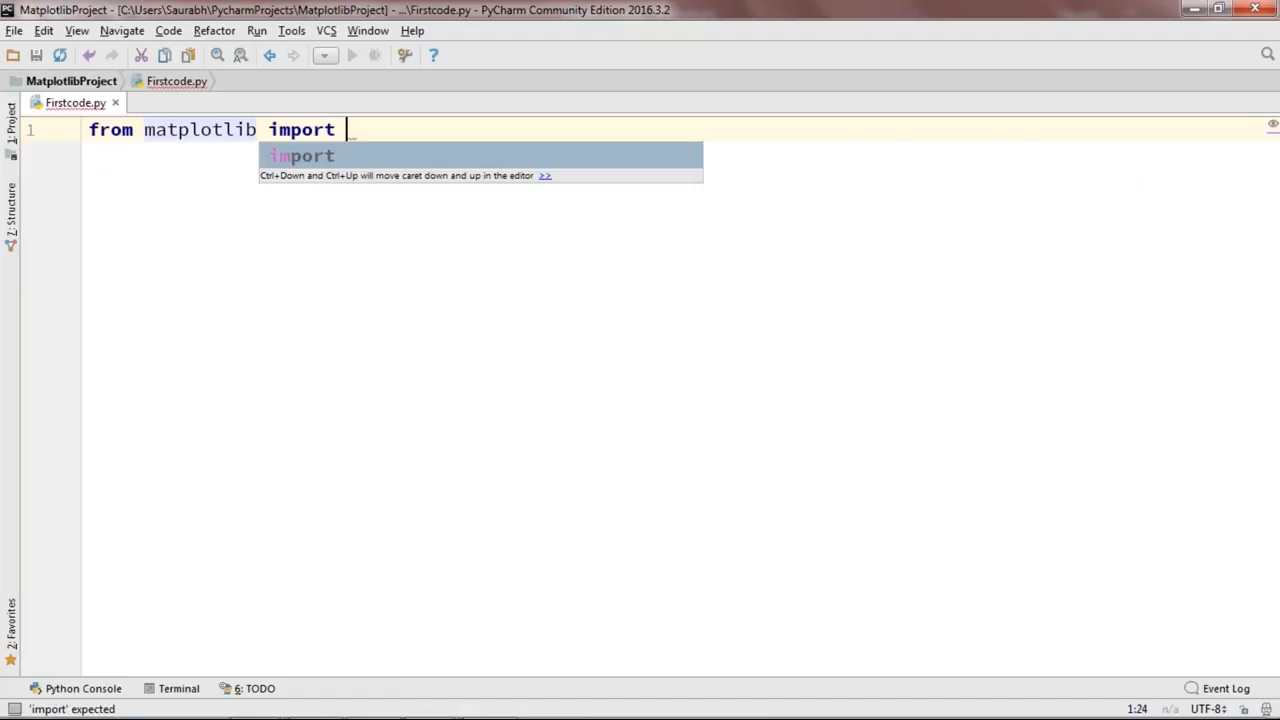 MatplotlibProject - [C:\Users\Saurabh\PycharmProjects\MatplotlibProject] - ...\Firstcode.py - PyCharm Community Edition 2016.3.2
File Edit View Navigate Code Refactor Run Tools VCS Window Help
MatplotlibProject Firstcode.py
Firstcode.py
1: Project
1 from matplotlib import
import
Ctrl+Down and Ctrl+Up will move caret down and up in the editor >>
7: Structure
2: Favorites
Python Console Terminal 6: TODO Event Log
'import' expected 1:24 n/a UTF-8